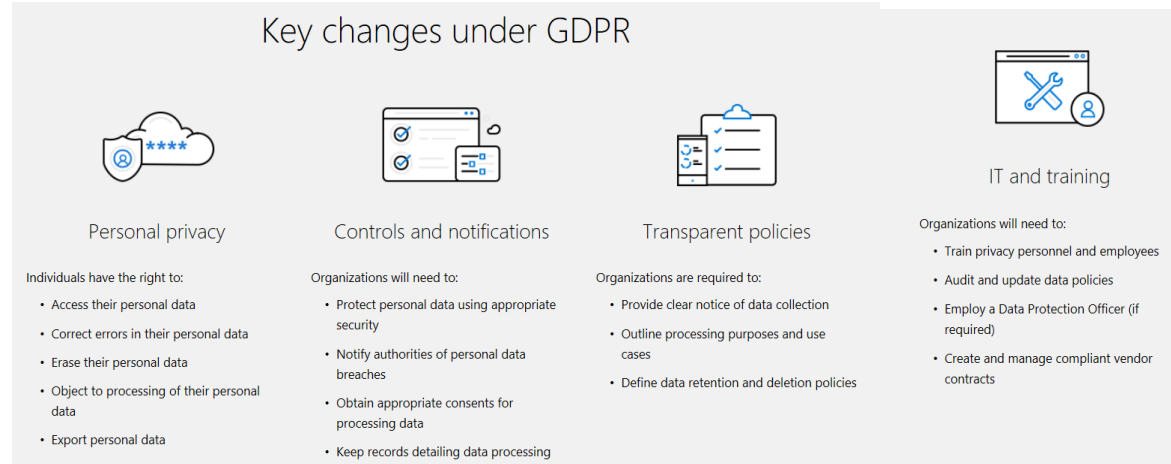 Key changes under GDPR
****
Personal privacy
Individuals have the right to:
• Access their personal data
• Correct errors in their personal data
• Erase their personal data
• Object to processing of their personal
data
• Export personal data
Controls and notifications
Organizations will need to:
• Protect personal data using appropriate
security
• Notify authorities of personal data
breaches
• Obtain appropriate consents for
processing data
• Keep records detailing data processing
Transparent policies
Organizations are required to:
• Provide clear notice of data collection
• Outline processing purposes and use
cases
• Define data retention and deletion policies
IT and training
Organizations will need to:
• Train privacy personnel and employees
• Audit and update data policies
• Employ a Data Protection Officer (if
required)
• Create and manage compliant vendor
contracts